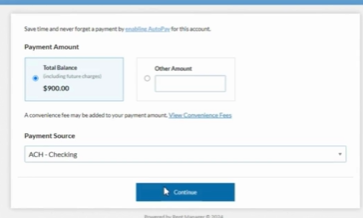 Save time and never forget a payment by enabling AutoPay for this account.
Payment Amount
Total Balance
(including future charges)
$900.00
Other Amount
A convenience fee may be added to your payment amount. View Convenience Fees
Payment Source
ACH - Checking
Continue
Powered by Rent Manager © 2024